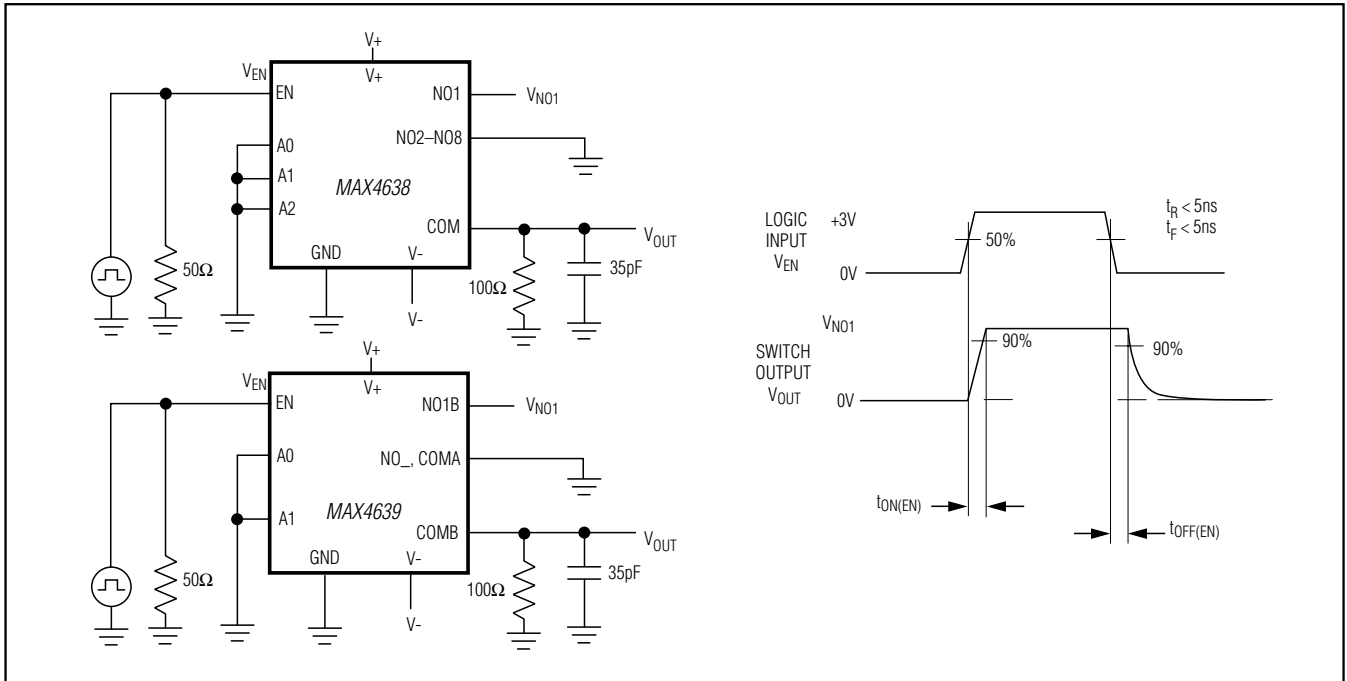 V+
V+
VEN
EN
NO1
VNO1
NO2–NO8
A0
A1
MAX4638
A2
COM
VOUT
GND
V-
50Ω
100Ω
35pF
V-
V+
V+
VEN
EN
NO1B
VNO1
A0
NO_, COMA
A1
MAX4639
COMB
VOUT
GND
V-
50Ω
100Ω
35pF
V-
LOGIC
INPUT
VEN
+3V
50%
0V
tR < 5ns
tF < 5ns
VNO1
SWITCH
OUTPUT
VOUT
90%
90%
0V
tON(EN)
tOFF(EN)